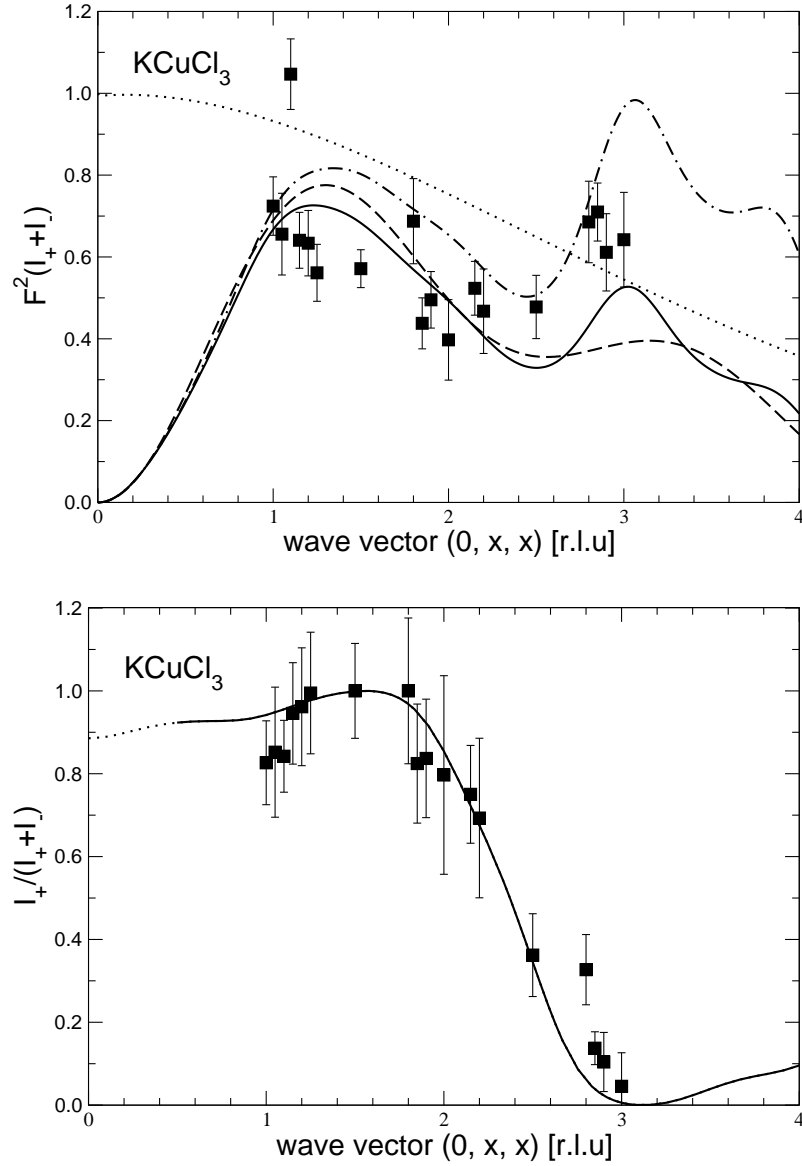 1.2
KCuCl3
1.0
0.8
0.6
0.4
0.2
0.0
F2(I++I-)
0 1 2 3 4
wave vector (0, x, x) [r.l.u]
1.2
KCuCl3
1.0
0.8
0.6
0.4
0.2
0.0
I+/(I++I-)
0 1 2 3 4
wave vector (0, x, x) [r.l.u]